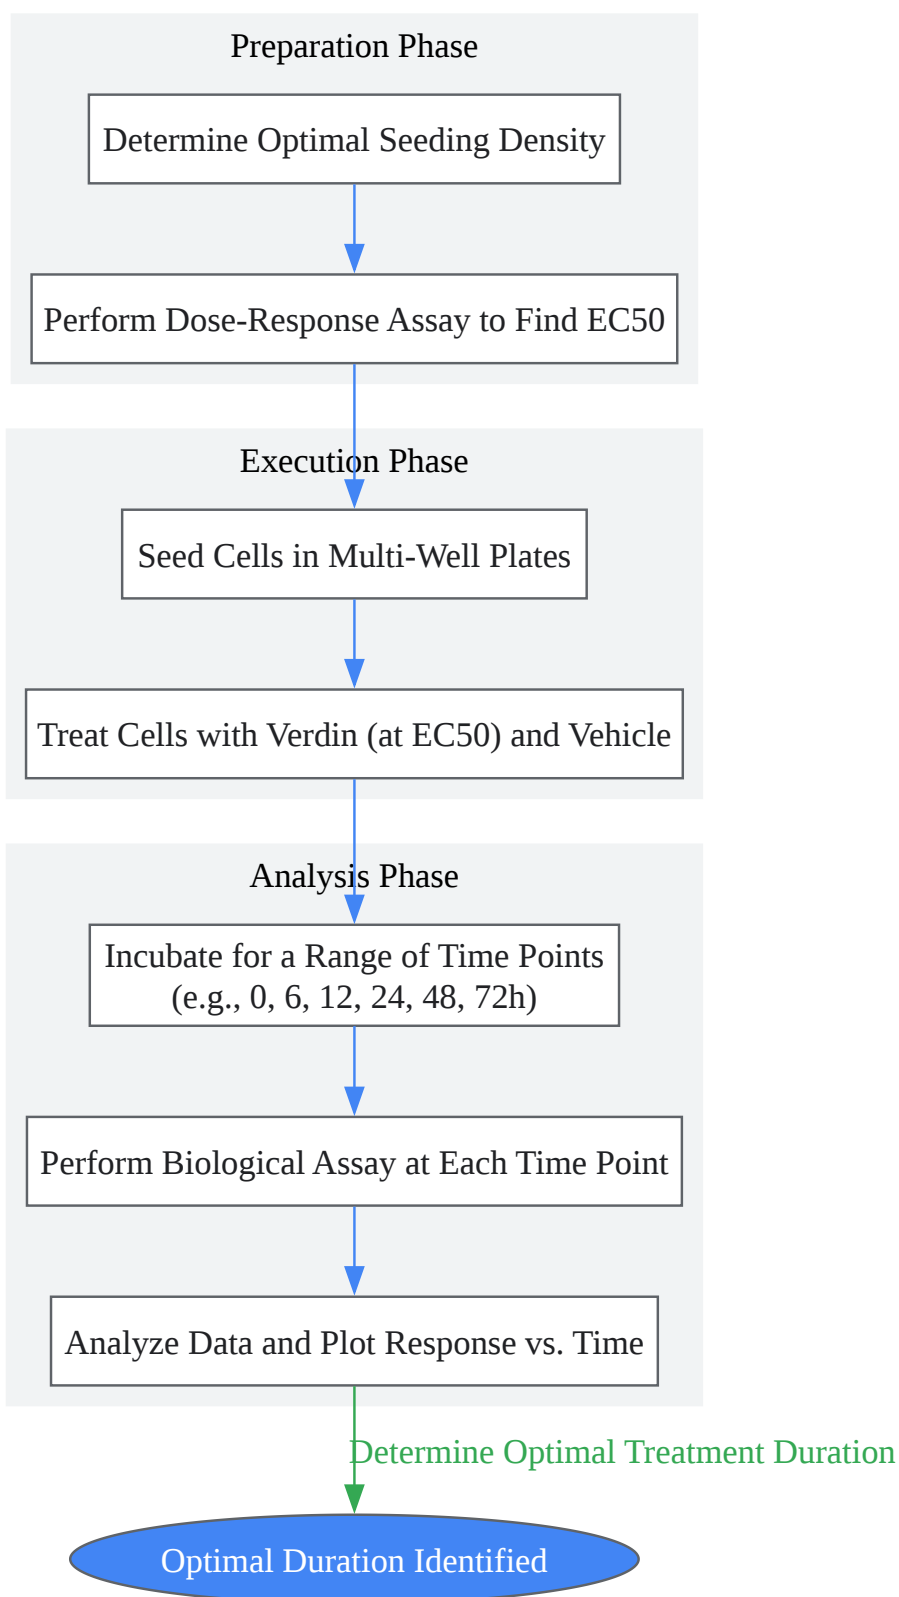 Preparation Phase
Determine Optimal Seeding Density
Perform Dose-Response Assay to Find EC50
Execution Phase
Seed Cells in Multi-Well Plates
Treat Cells with Verdin (at EC50) and Vehicle
Analysis Phase
Incubate for a Range of Time Points
(e.g., 0, 6, 12, 24, 48, 72h)
Perform Biological Assay at Each Time Point
Analyze Data and Plot Response vs. Time
Determine Optimal Treatment Duration
Optimal Duration Identified